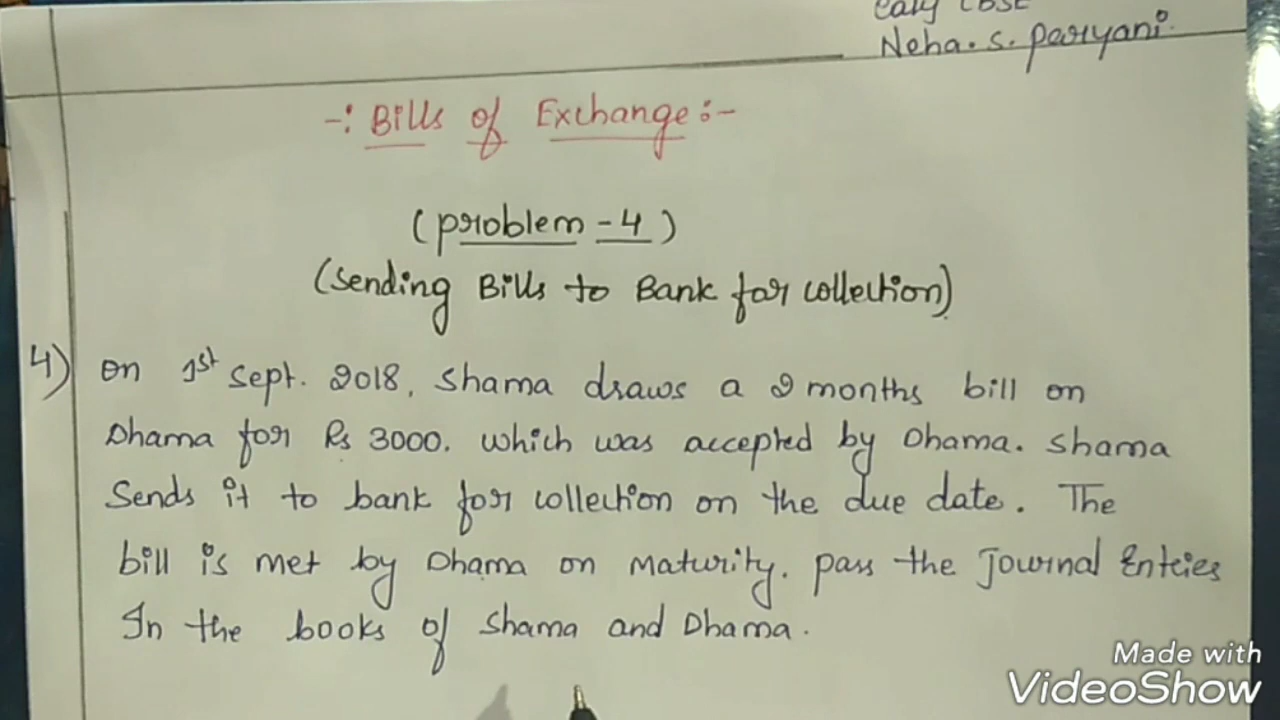 Easy CBSE
Neha. S. Paryani.
-: Bills of Exchange :-
(Problem - 4)
(Sending Bills to Bank for collection)
4) On 1st Sept. 2018, Shama draws a 2 months bill on
Dhama for Rs 3000. which was accepted by Dhama. Shama
Sends it to bank for collection on the due date. The
bill is met by Dhama on maturity. pass the Journal Entries
In the books of Shama and Dhama.
Made with
VideoShow